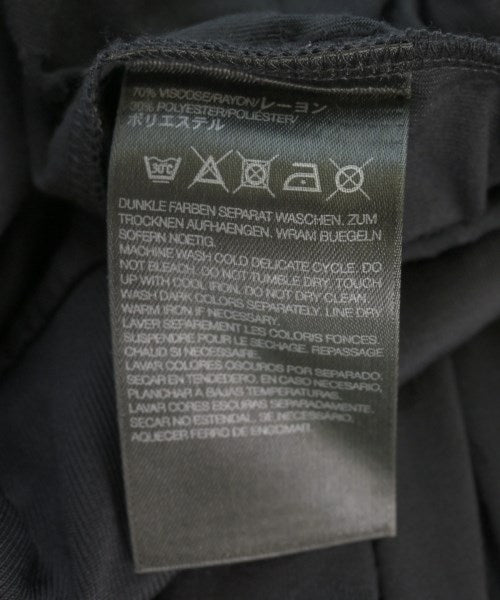 70% VISCOSE/RAYON/レーヨン
30% POLYESTER/POLIÉSTER/
ポリエステル
30°C
DUNKLE FARBEN SEPARAT WASCHEN. ZUM
TROCKNEN AUFHAENGEN. WRAM BUEGELN
SOFERN NOETIG.
MACHINE WASH COLD DELICATE CYCLE. DO
NOT BLEACH. DO NOT TUMBLE DRY. TOUCH
UP WITH COOL IRON. DO NOT DRY CLEAN.
WASH DARK COLORS SEPARATELY. LINE DRY.
WARM IRON IF NEEDED.
LAVER SEPAREMENT LES COLORIS FONCES.
SUSPENDRE POUR LE SECHAGE. REPASSAGE
CHAUD SI NECESSAIRE.
LAVAR COLORES OSCUROS POR SEPARADO.
SECAR EN TENDEDERO. EN CASO NECESARIO,
PLANCHAR A BAJAS TEMPERATURAS.
LAVAR CORES ESCURAS SEPARADAMENTE.
SECAR NO ESTENDAL. SE NECESSARIO,
AQUECER FERRO DE ENGOMAR.